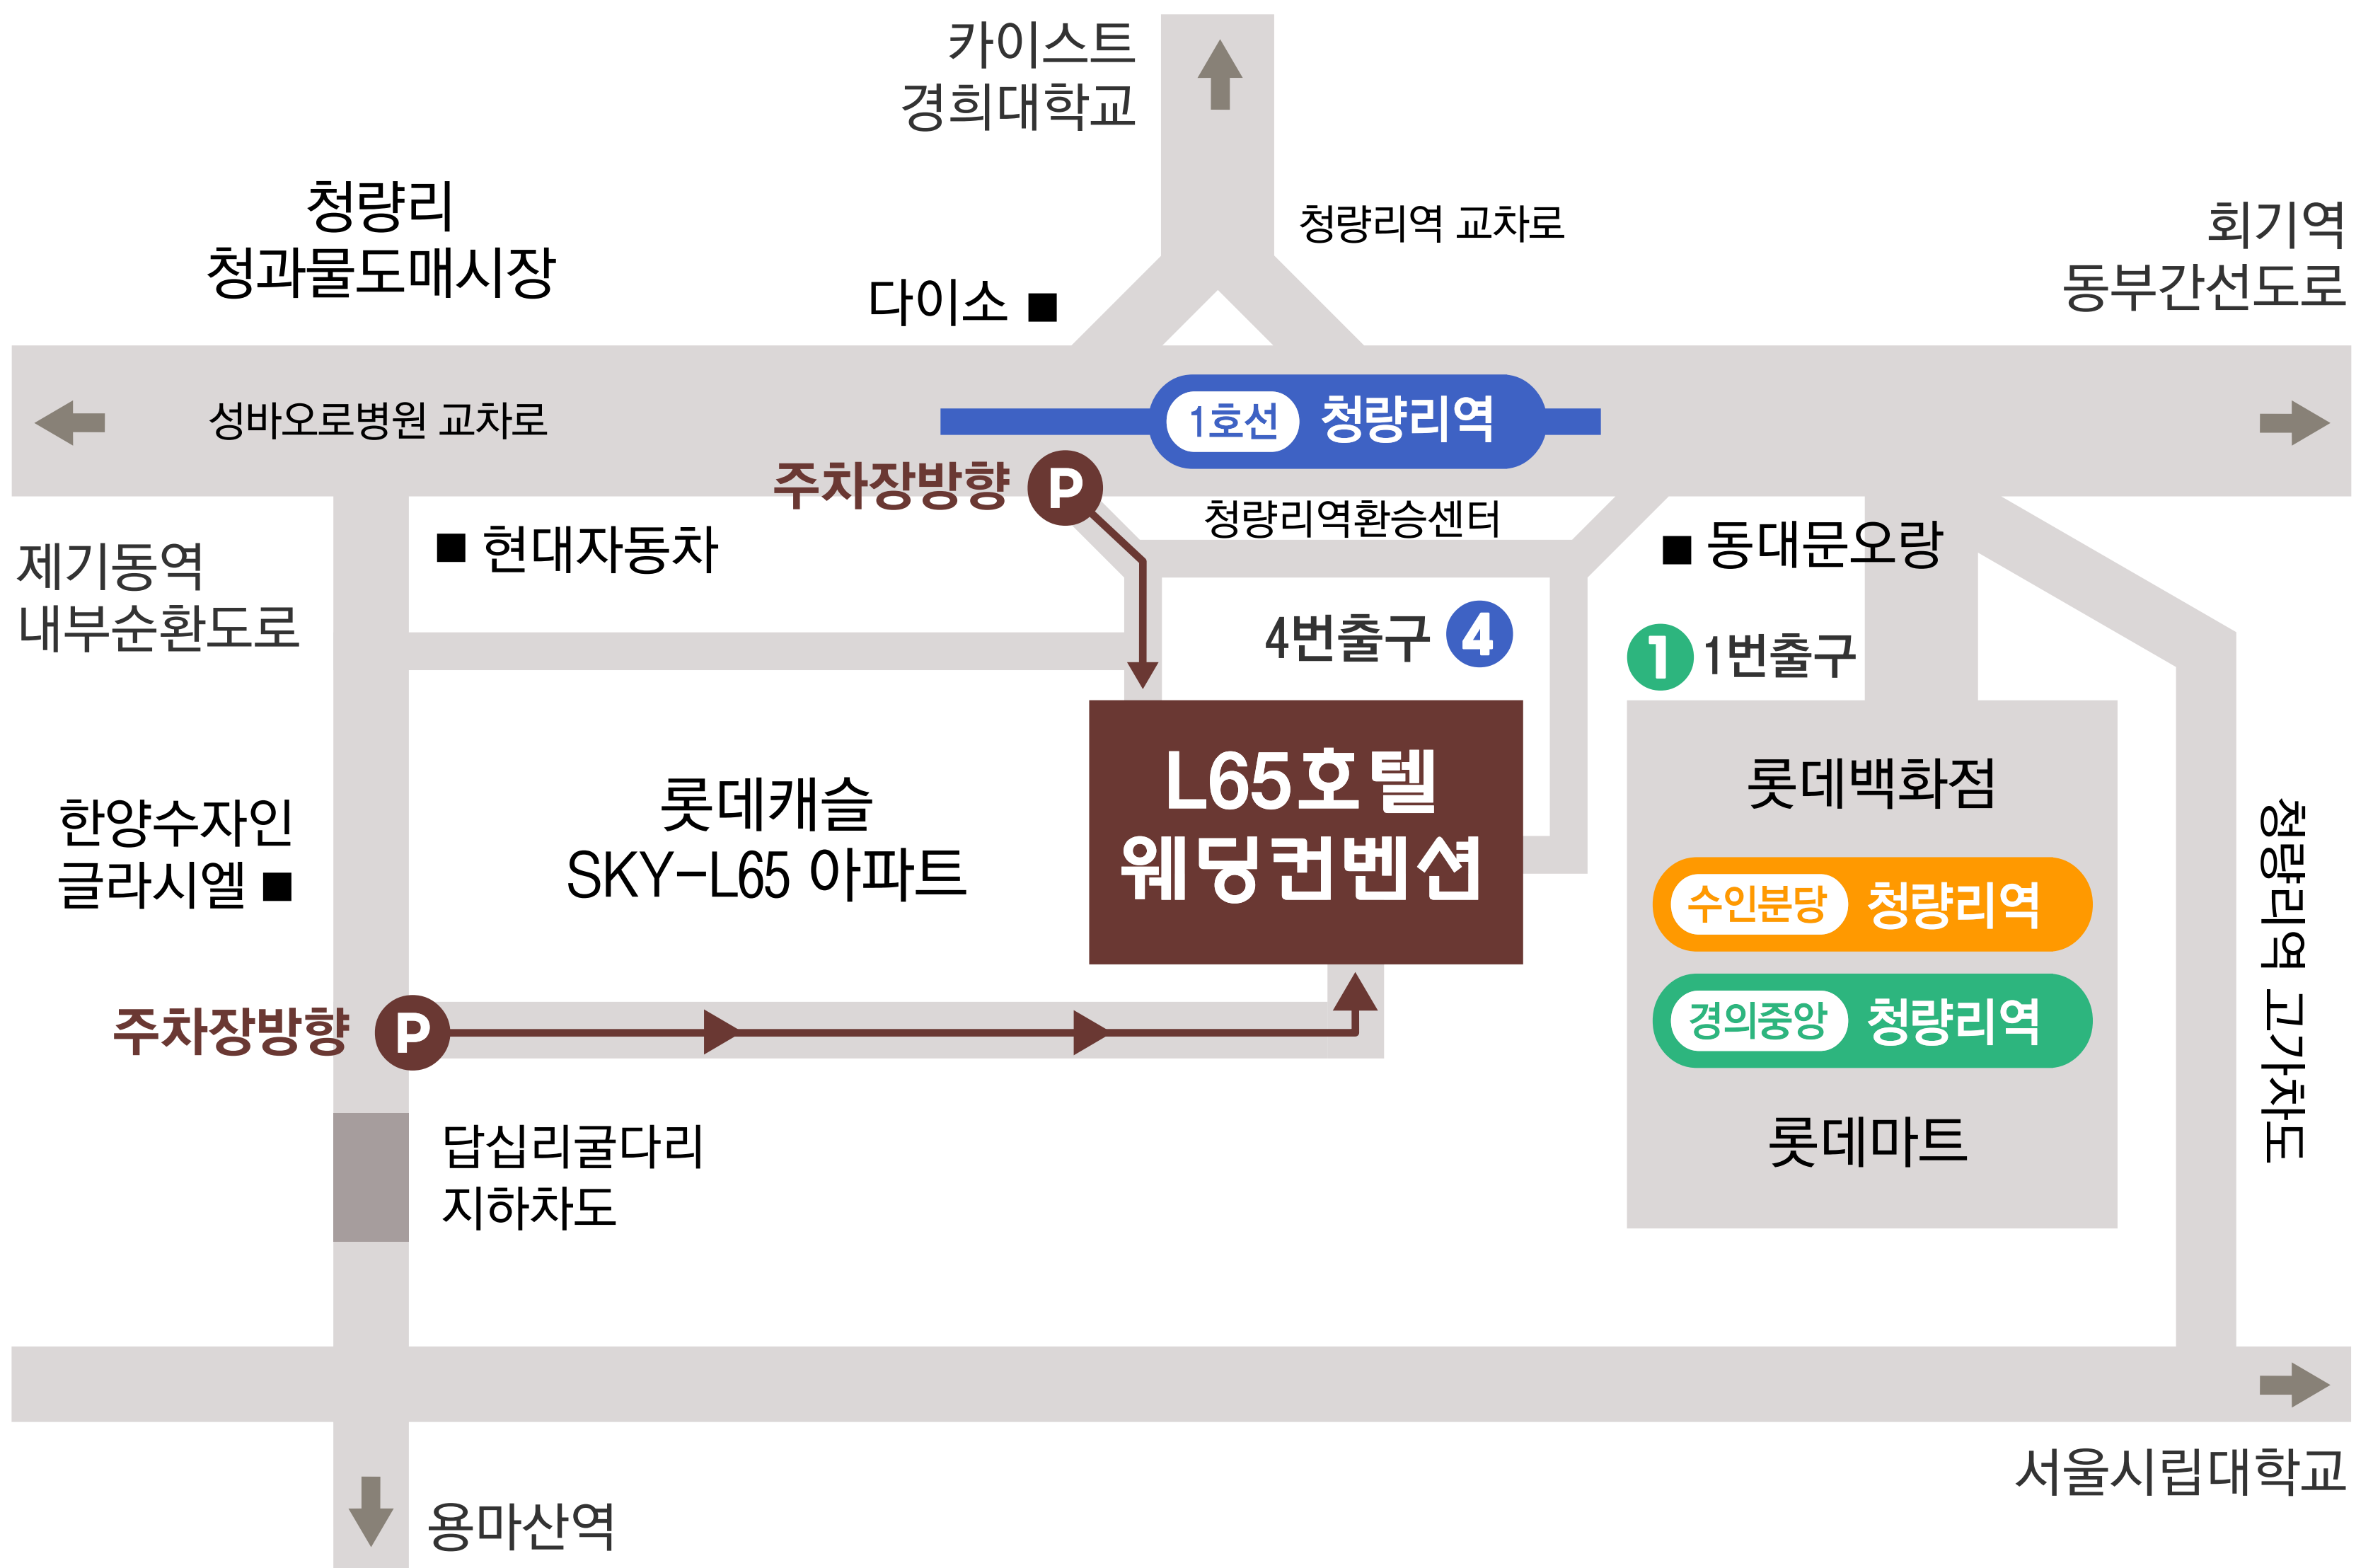 카이스트
경희대학교
청량리
청과물도매시장
청량리역 교차로
회기역
동부간선도로
다이소
성바오로병원 교차로
1호선 청량리역
주차장방향 P
청량리역환승센터
현대자동차
동대문오랑
제기동역
내부순환도로
4번출구 4
1 1번출구
L65호텔
웨딩컨벤션
롯데캐슬
SKY-L65 아파트
한양수자인
글라시엘
롯데백화점
수인분당 청량리역
경의중앙 청량리역
롯데마트
청량리역 고가차도
주차장방향 P
답십리굴다리
지하차도
서울시립대학교
용마산역